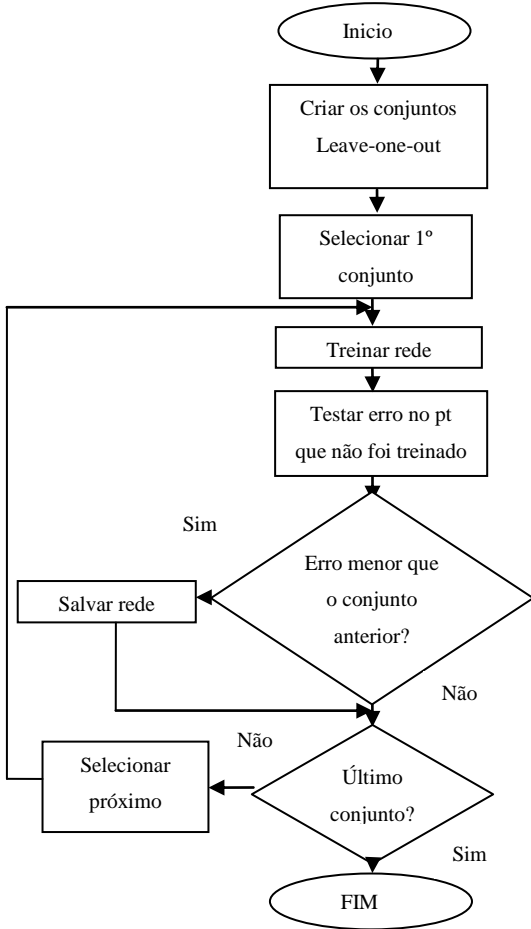 Inicio
Criar os conjuntos
Leave-one-out
Selecionar 1º
conjunto
Treinar rede
Testar erro no pt
que não foi treinado
Sim
Erro menor que
o conjunto
anterior?
Salvar rede
Não
Não
Selecionar
próximo
Último
conjunto?
Sim
FIM